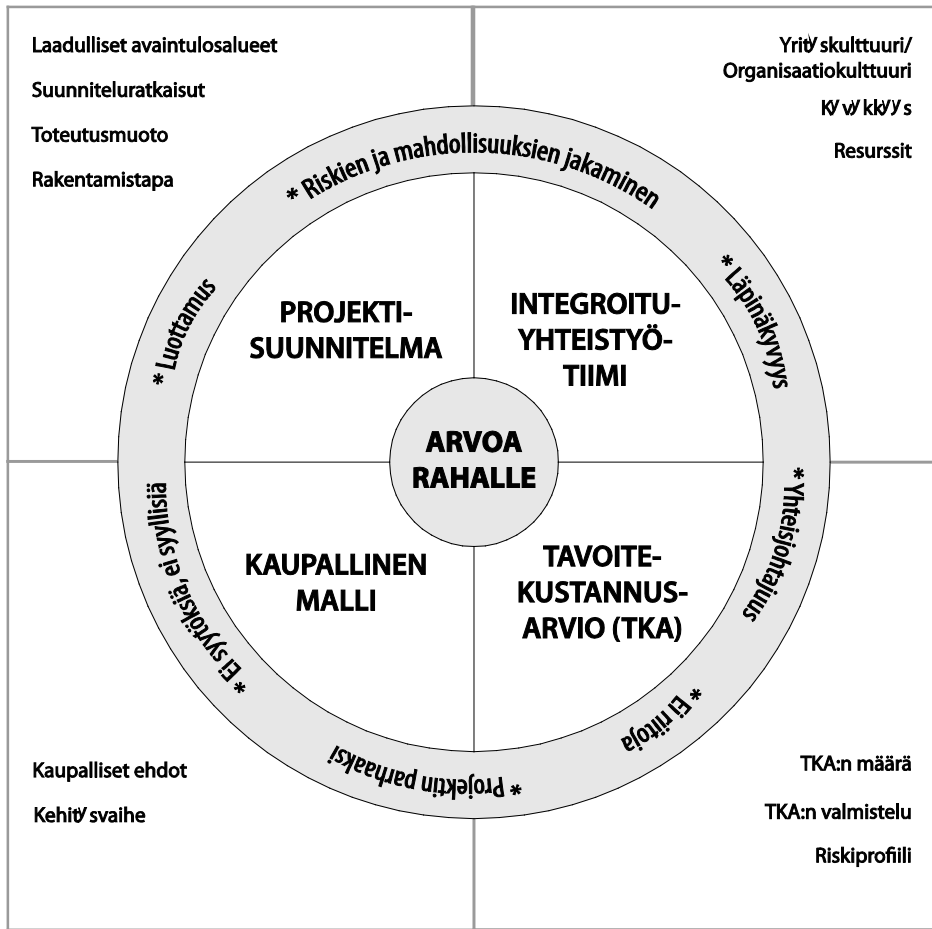 Laadulliset avaintulosalueet
Suunniteluratkaisut
Toteutusmuoto
Rakentamistapa
Yrityskulttuuri/
Organisaatiokulttuuri
Kyvykkyys
Resurssit
* Riskien ja mahdollisuuksien jakaminen
* Luottamus
* Läpinäkyvyys
PROJEKTI-
SUUNNITELMA
INTEGROITU-
YHTEISTYÖ-
TIIMI
ARVOA
RAHALLE
* Ei syytöksiä, ei syyllisiä
* Yhteisjohtajuus
KAUPALLINEN
MALLI
TAVOITE-
KUSTANNUS-
ARVIO (TKA)
* Ei riitoja
* Projektin parhaaksi
Kaupalliset ehdot
Kehitysvaihe
TKA:n määrä
TKA:n valmistelu
Riskiprofiili